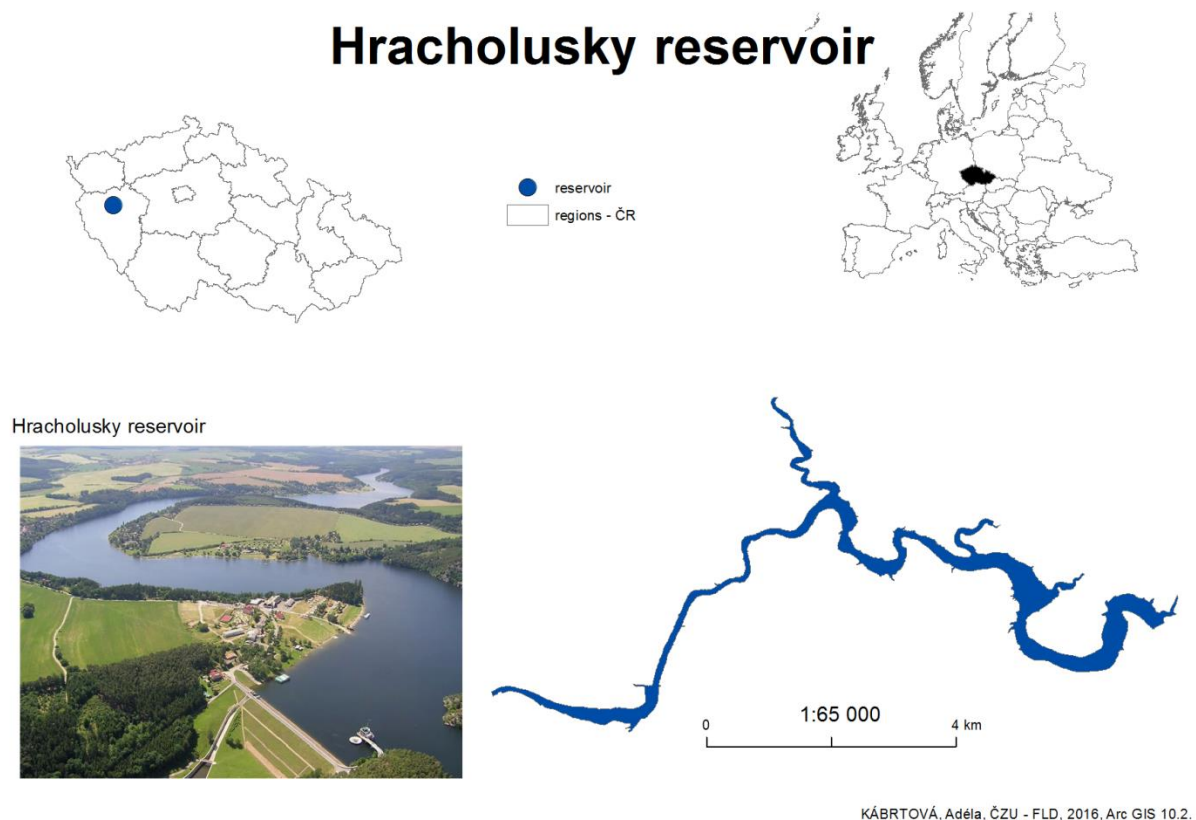 Hracholusky reservoir
reservoir
regions - ČR
Hracholusky reservoir
1:65 000
0 4 km
KÁBRTOVÁ, Adéla, ČZU - FLD, 2016, Arc GIS 10.2.